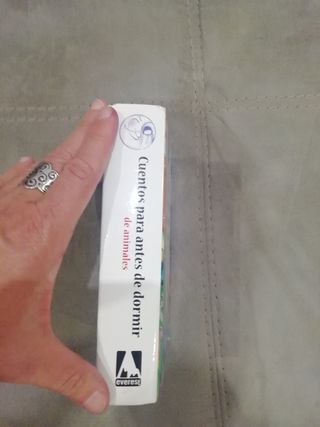 Cuentos para antes de dormir
de animales
everest